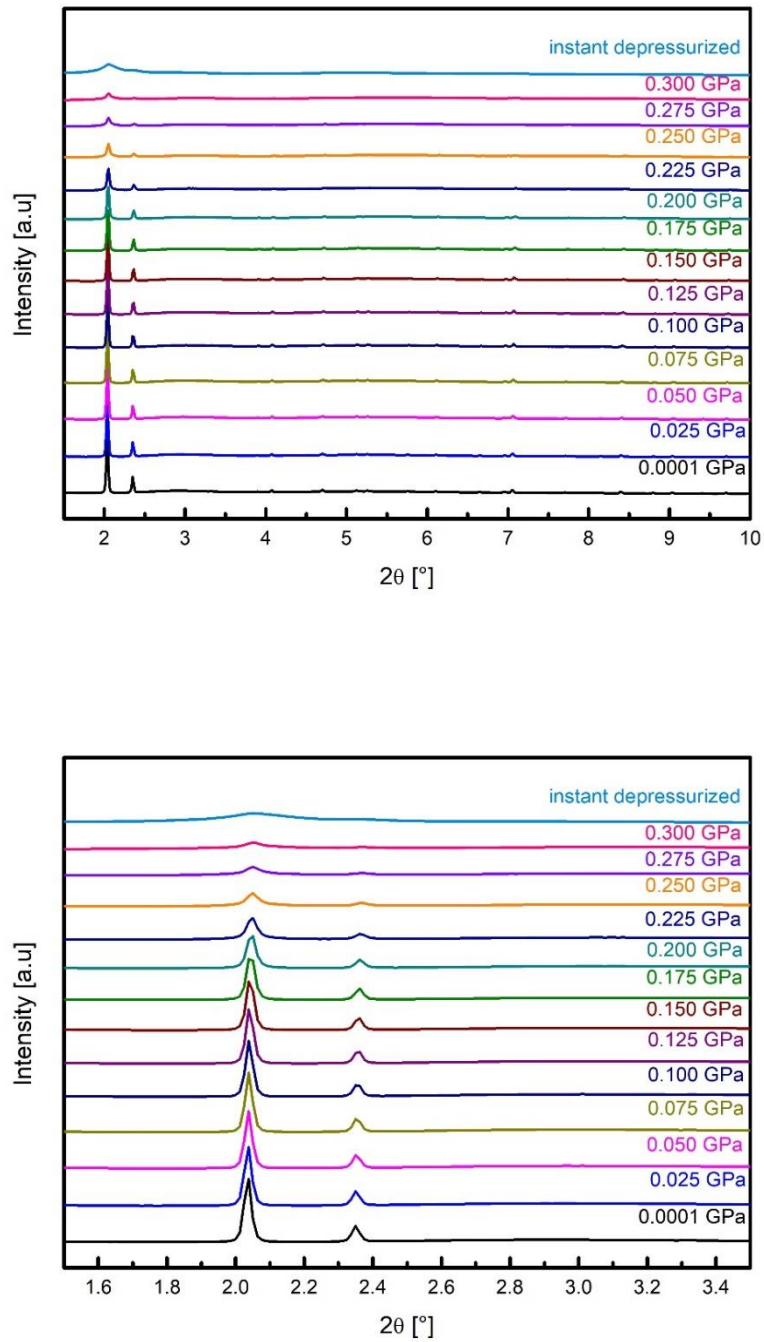 instant depressurized
0.300 GPa
0.275 GPa
0.250 GPa
0.225 GPa
0.200 GPa
0.175 GPa
0.150 GPa
0.125 GPa
0.100 GPa
0.075 GPa
0.050 GPa
0.025 GPa
0.0001 GPa
Intensity [a.u]
2 3 4 5 6 7 8 9 10
2θ [°]
instant depressurized
0.300 GPa
0.275 GPa
0.250 GPa
0.225 GPa
0.200 GPa
0.175 GPa
0.150 GPa
0.125 GPa
0.100 GPa
0.075 GPa
0.050 GPa
0.025 GPa
0.0001 GPa
Intensity [a.u]
1.6 1.8 2.0 2.2 2.4 2.6 2.8 3.0 3.2 3.4
2θ [°]